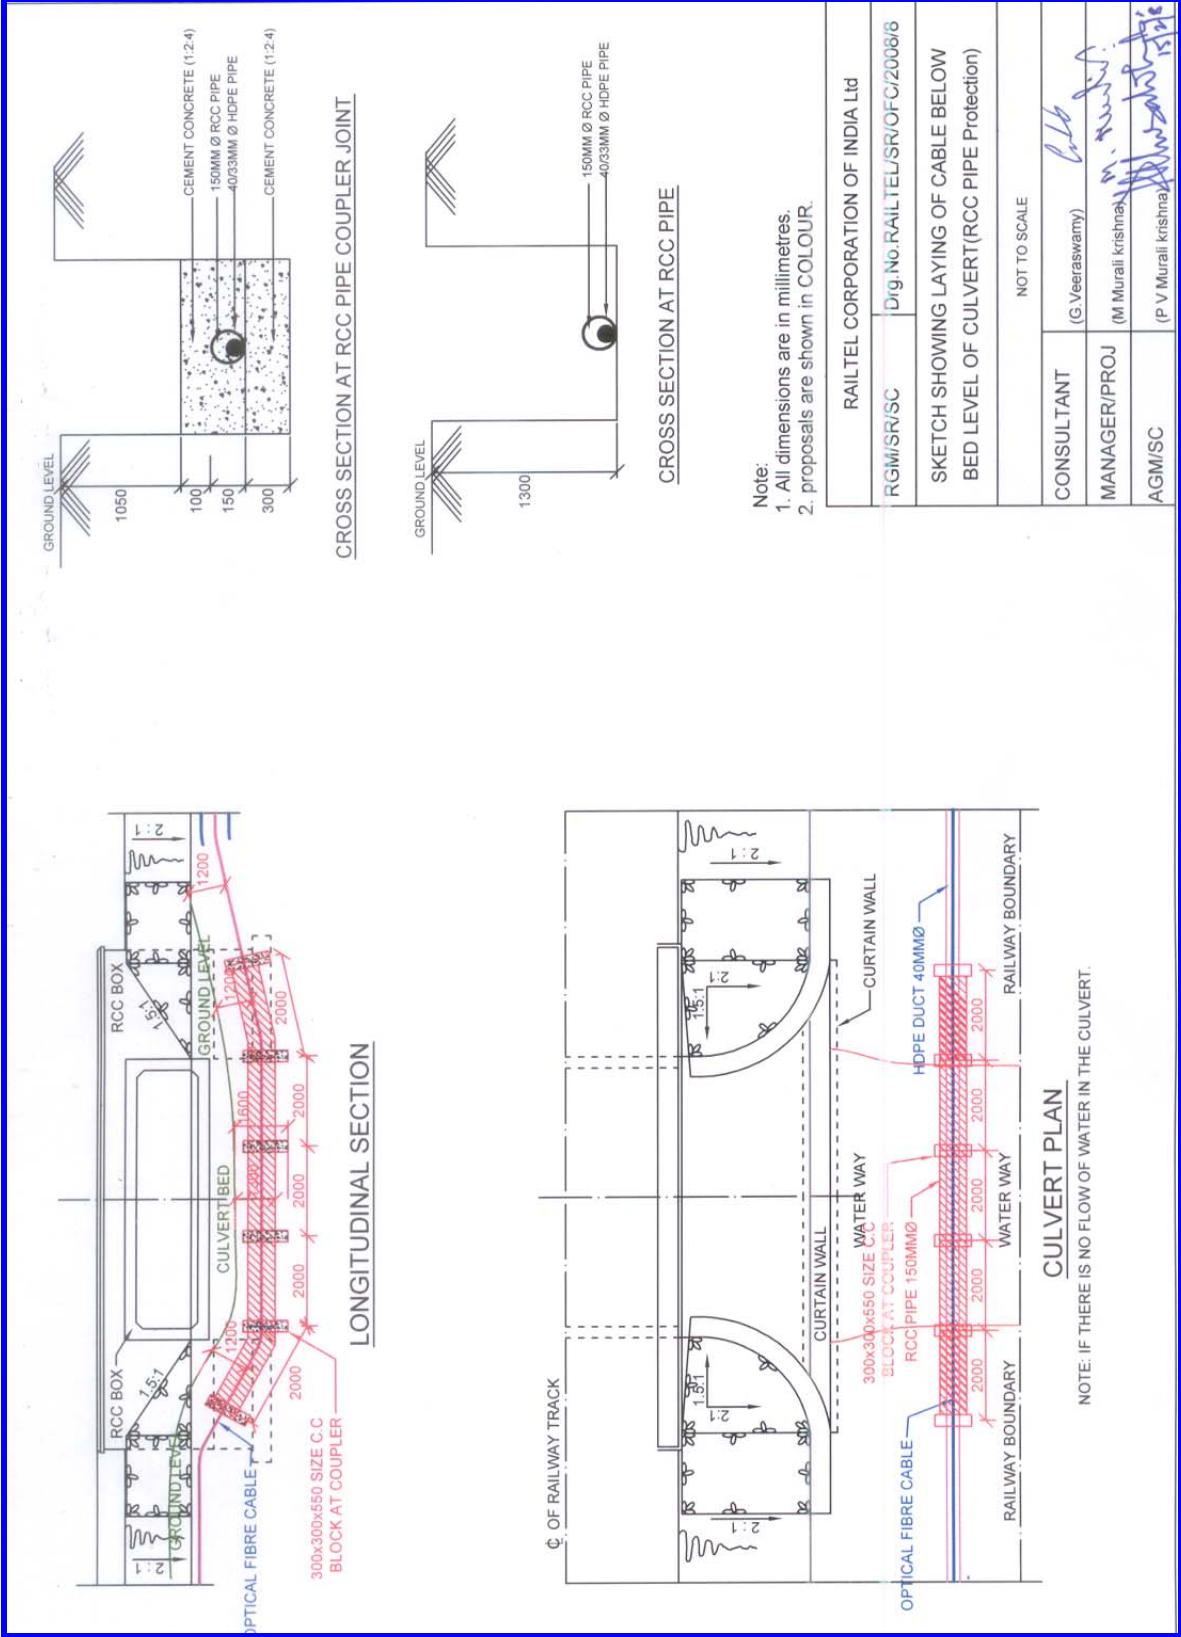 LONGITUDINAL SECTION
RCC BOX
RCC BOX
1.5:1
1.5:1
2:1
2:1
GROUND LEVEL
GROUND LEVEL
CULVERT BED
1200
1200
1200
1600
2000
2000
2000
2000
2000
OPTICAL FIBRE CABLE
300x300x550 SIZE C.C
BLOCK AT COUPLER
GROUND LEVEL
1050
100
150
300
CEMENT CONCRETE (1:2:4)
150MM Ø RCC PIPE
40/33MM Ø HDPE PIPE
CEMENT CONCRETE (1:2:4)
CROSS SECTION AT RCC PIPE COUPLER JOINT
GROUND LEVEL
1300
150MM Ø RCC PIPE
40/33MM Ø HDPE PIPE
CROSS SECTION AT RCC PIPE
℄ OF RAILWAY TRACK
2:1
2:1
1.5:1
2:1
1.5:1
2:1
CURTAIN WALL
CURTAIN WALL
WATER WAY
300x300x550 SIZE C.C
BLOCK AT COUPLER
RCC PIPE 150MMØ
HDPE DUCT 40MMØ
OPTICAL FIBRE CABLE
2000
2000
2000
2000
2000
RAILWAY BOUNDARY
WATER WAY
RAILWAY BOUNDARY
CULVERT PLAN
NOTE: IF THERE IS NO FLOW OF WATER IN THE CULVERT.
Note:
1. All dimensions are in millimetres.
2. proposals are shown in COLOUR.
RAILTEL CORPORATION OF INDIA Ltd
RGM/SR/SC
Drg.No.RAILTEL/SR/OFC/2008/8
SKETCH SHOWING LAYING OF CABLE BELOW
BED LEVEL OF CULVERT(RCC PIPE Protection)
NOT TO SCALE
CONSULTANT
(G.Veeraswamy)
MANAGER/PROJ
(M Murali krishna)
AGM/SC
(P V Murali krishna)